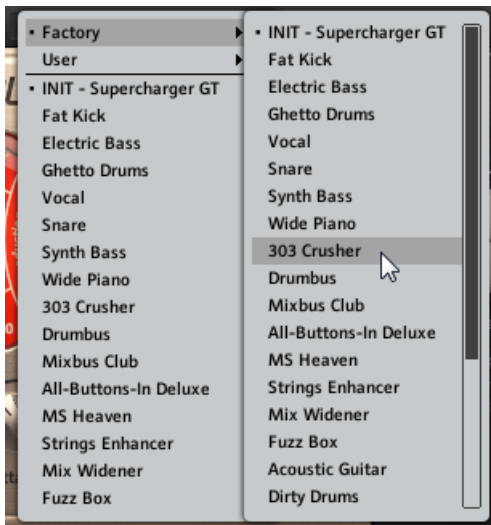 Factory
User
INIT - Supercharger GT
Fat Kick
Electric Bass
Ghetto Drums
Vocal
Snare
Synth Bass
Wide Piano
303 Crusher
Drumbus
Mixbus Club
All-Buttons-In Deluxe
MS Heaven
Strings Enhancer
Mix Widener
Fuzz Box
INIT - Supercharger GT
Fat Kick
Electric Bass
Ghetto Drums
Vocal
Snare
Synth Bass
Wide Piano
303 Crusher
Drumbus
Mixbus Club
All-Buttons-In Deluxe
MS Heaven
Strings Enhancer
Mix Widener
Fuzz Box
Acoustic Guitar
Dirty Drums